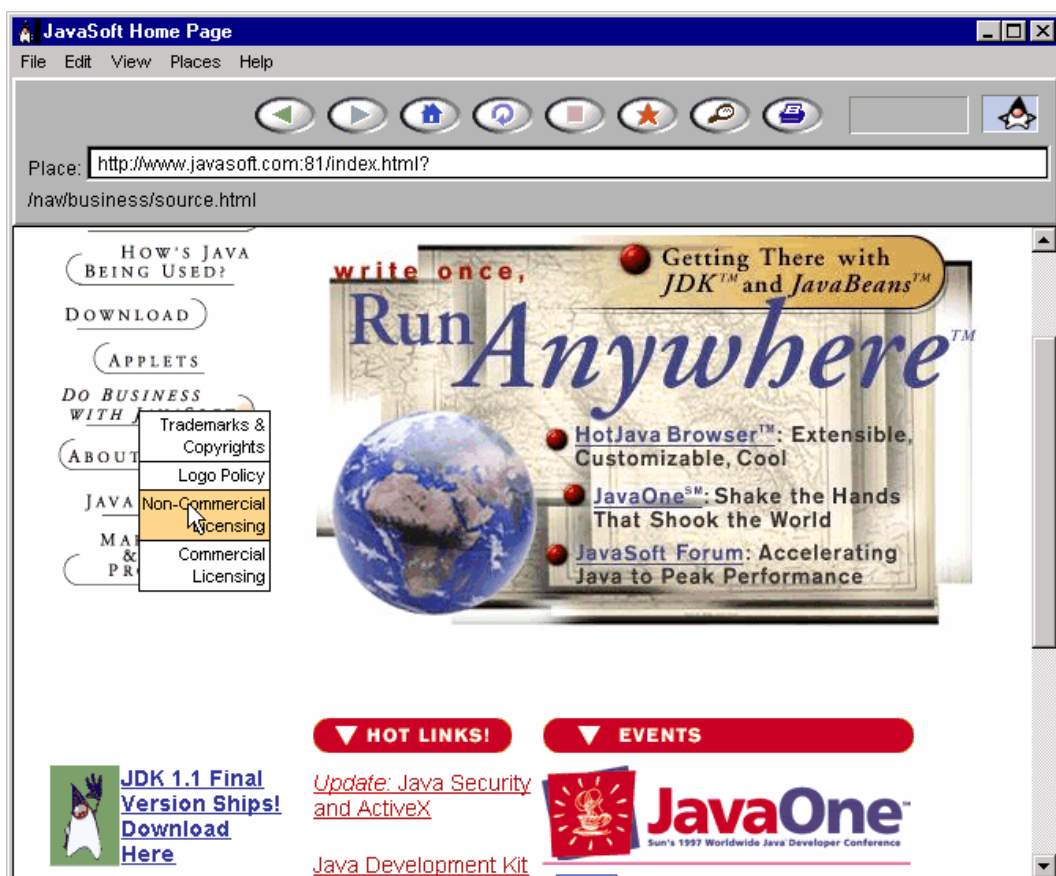 JavaSoft Home Page
File Edit View Places Help
Place: http://www.javasoft.com:81/index.html?
/nav/business/source.html
HOW'S JAVA
BEING USED?
DOWNLOAD
APPLETS
DO BUSINESS
WITH
ABOUT
JAVA
Trademarks &
Copyrights
Logo Policy
Non-Commercial
Licensing
Commercial
Licensing
write once,
Run Anywhere™
Getting There with
JDK™ and JavaBeans™
HotJava Browser™: Extensible,
Customizable, Cool
JavaOne℠: Shake the Hands
That Shook the World
JavaSoft Forum: Accelerating
Java to Peak Performance
JDK 1.1 Final
Version Ships!
Download
Here
HOT LINKS!
Update: Java Security
and ActiveX
Java Development Kit
EVENTS
JavaOne™
Sun's 1997 Worldwide Java Developer Conference